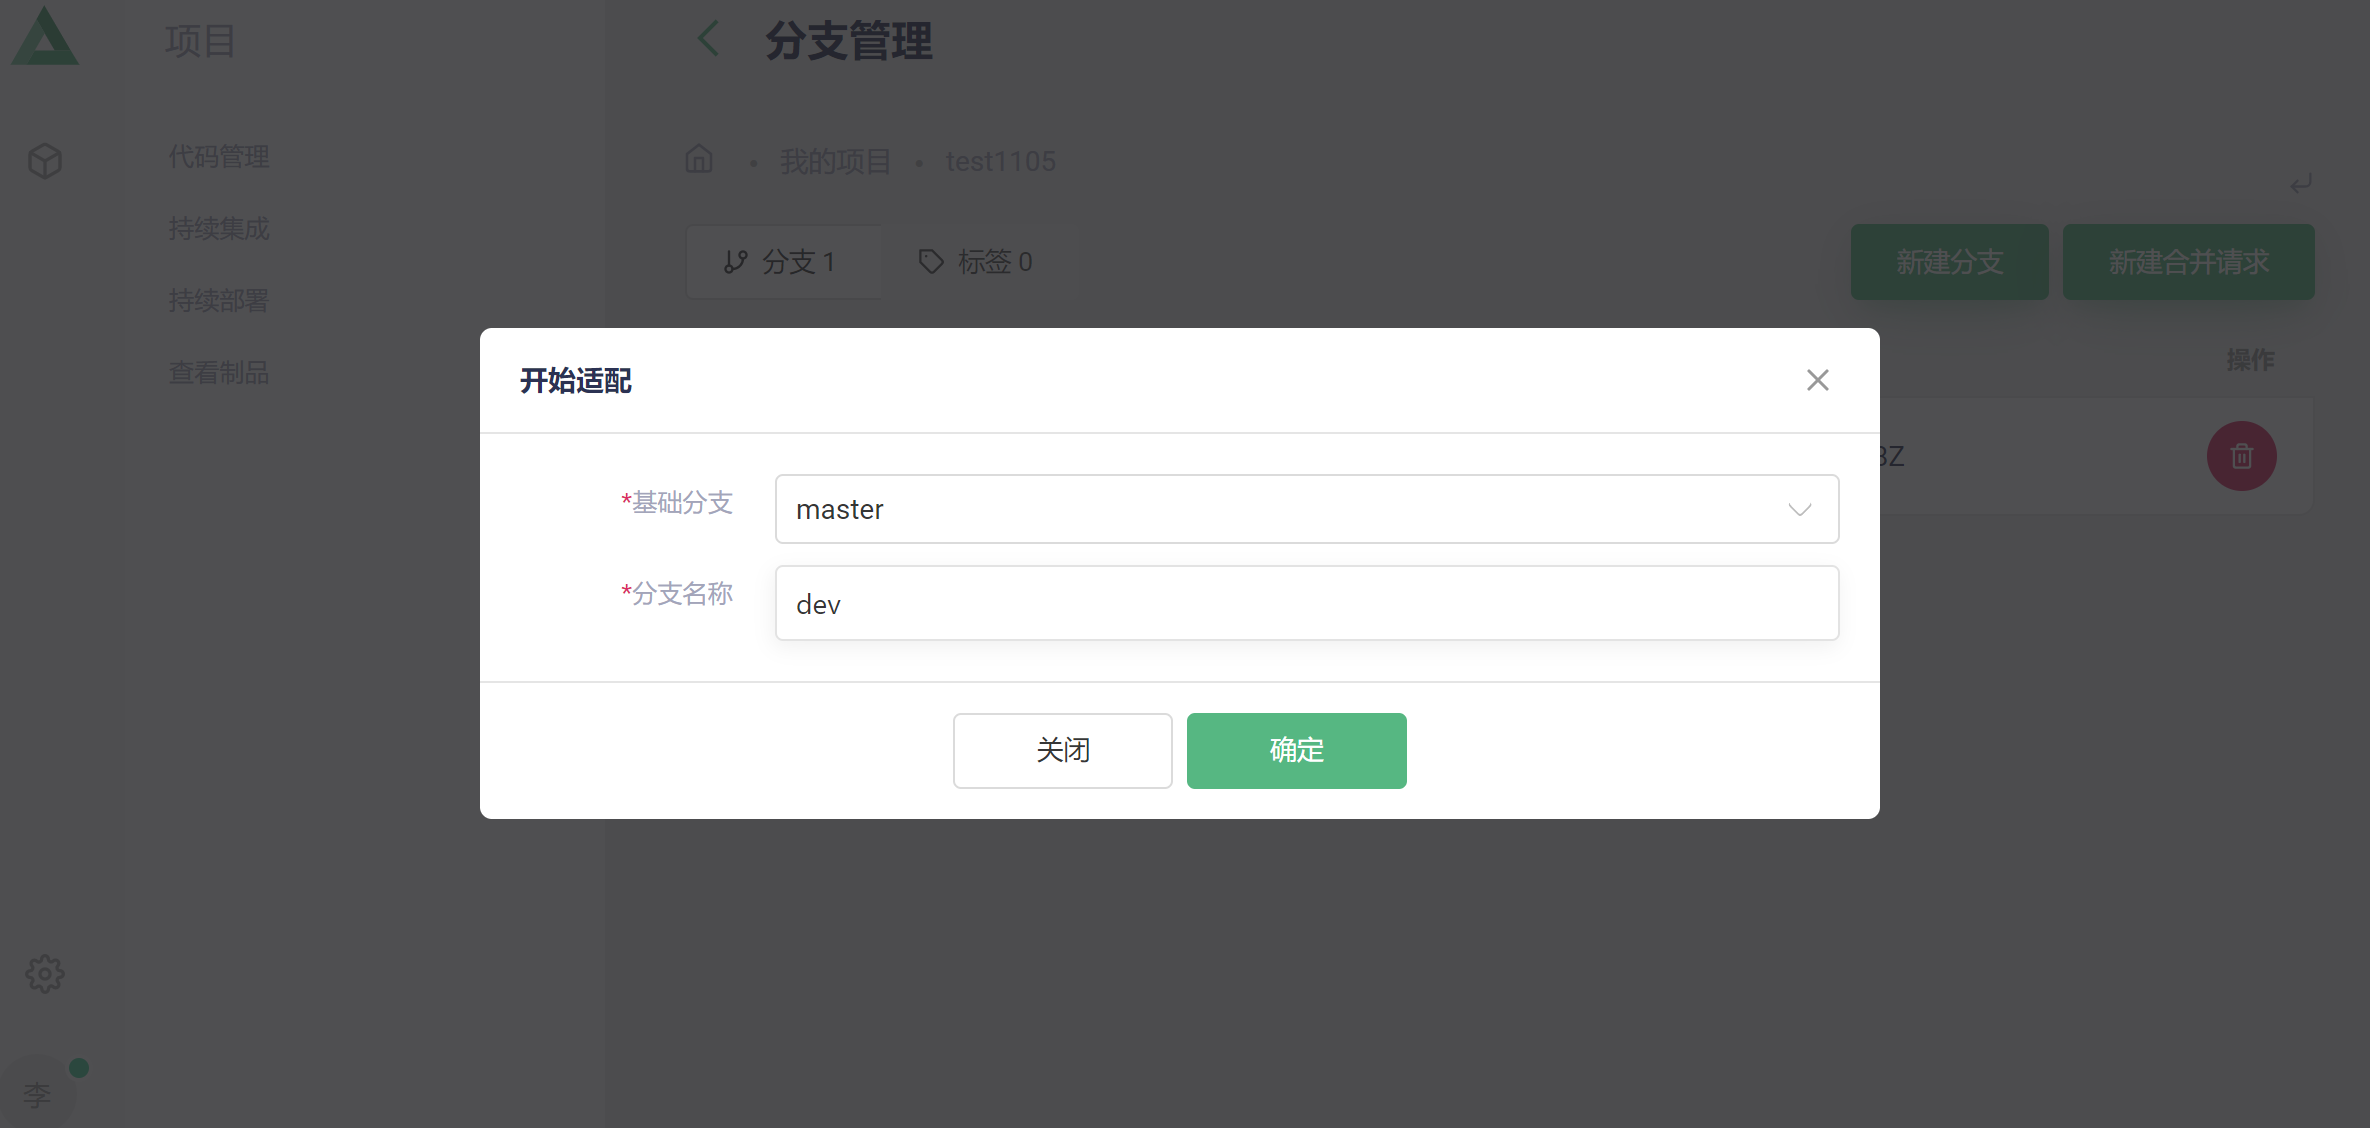 项目
分支管理
代码管理
持续集成
持续部署
查看制品
我的项目 • test1105
分支 1
标签 0
新建分支
新建合并请求
操作
3Z
开始适配
*基础分支
master
*分支名称
dev
关闭
确定
李